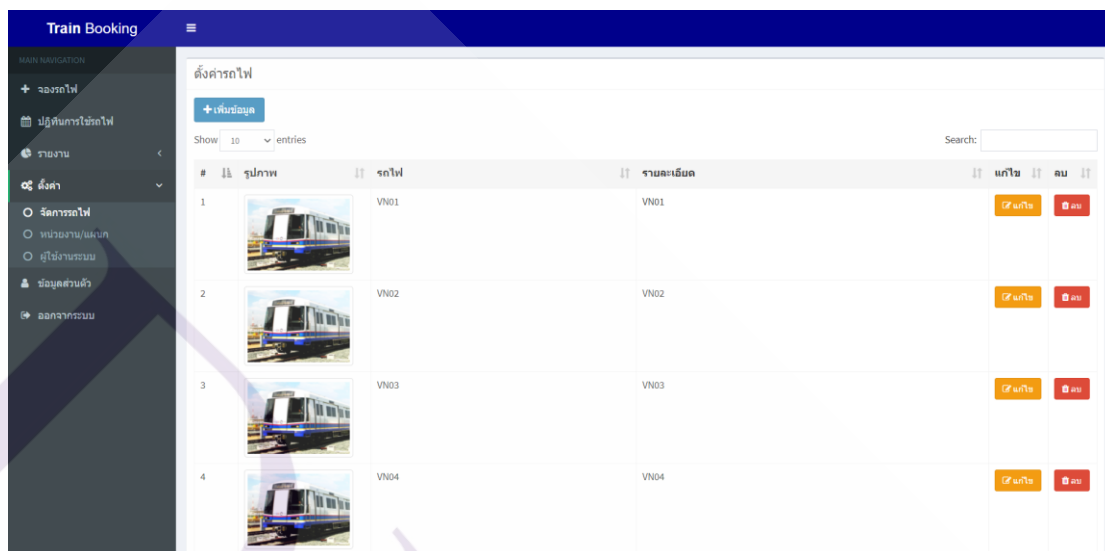 Train Booking
MAIN NAVIGATION
จองรถไฟ
ปฏิทินการใช้รถไฟ
รายงาน
ตั้งค่า
จัดการรถไฟ
หน่วยงาน/แผนก
ผู้ใช้งานระบบ
ข้อมูลส่วนตัว
ออกจากระบบ
ตั้งค่ารถไฟ
+เพิ่มข้อมูล
Show 10 entries
Search:
# รูปภาพ รถไฟ รายละเอียด แก้ไข ลบ
1 VN01 VN01 แก้ไข ลบ
2 VN02 VN02 แก้ไข ลบ
3 VN03 VN03 แก้ไข ลบ
4 VN04 VN04 แก้ไข ลบ